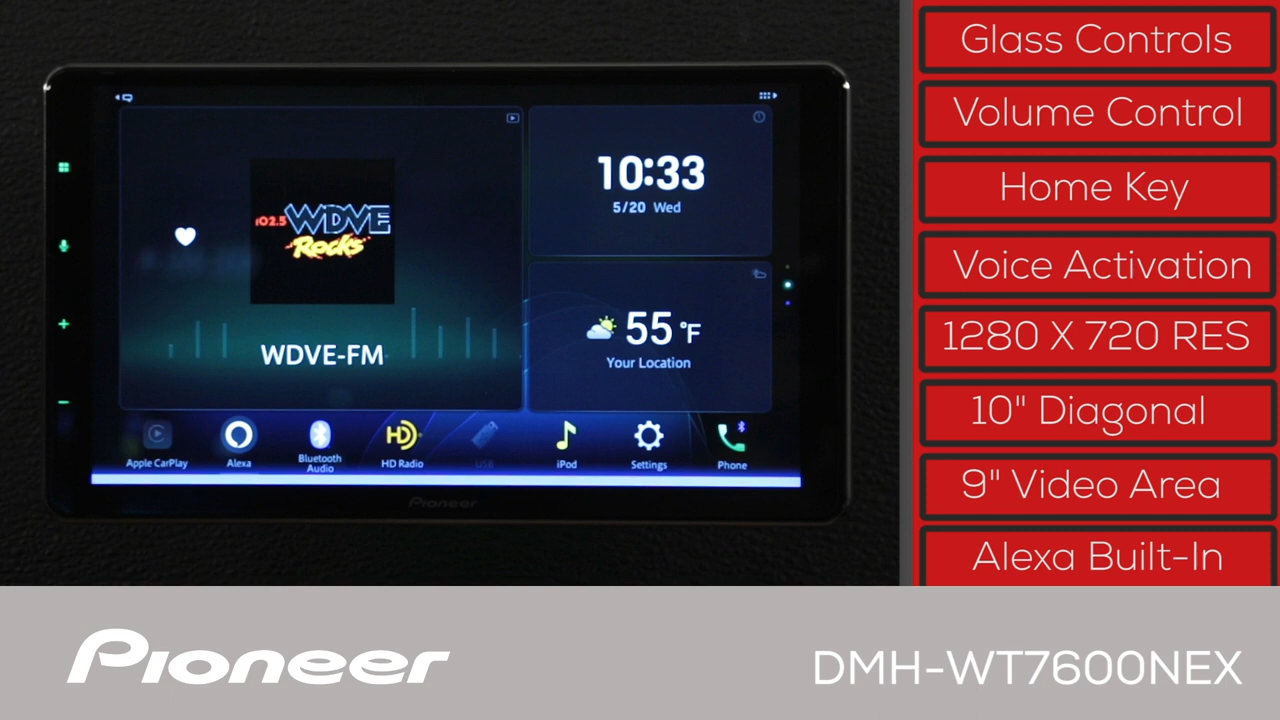 102.5 WDVE
Rocks
WDVE-FM
10:33
5/20 Wed
55 °F
Your Location
Apple CarPlay
Alexa
Bluetooth
Audio
HD Radio
USB
iPod
Settings
Phone
Pioneer
Glass Controls
Volume Control
Home Key
Voice Activation
1280 X 720 RES
10" Diagonal
9" Video Area
Alexa Built-In
Pioneer
DMH-WT7600NEX